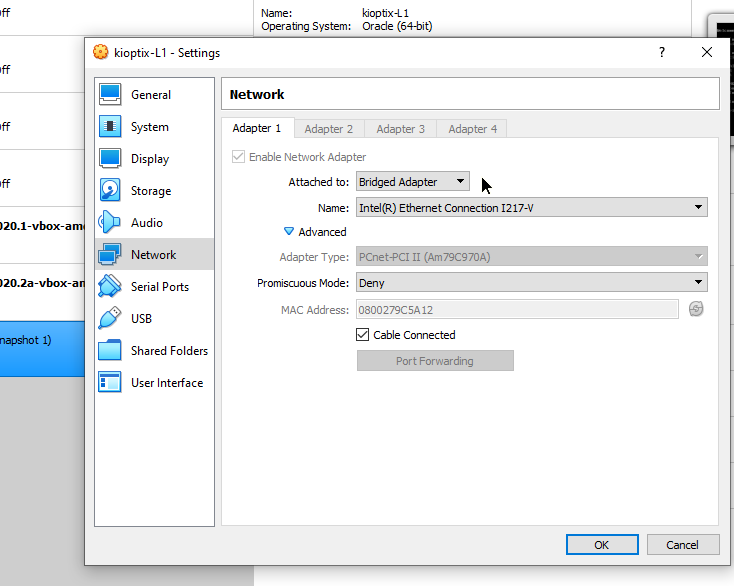 Off
Name: kioptix-L1
Operating System: Oracle (64-bit)
kioptix-L1 - Settings
?
General
System
Display
Storage
Audio
Network
Serial Ports
USB
Shared Folders
User Interface
Network
Adapter 1 Adapter 2 Adapter 3 Adapter 4
Enable Network Adapter
Attached to: Bridged Adapter
Name: Intel(R) Ethernet Connection I217-V
Advanced
Adapter Type: PCnet-PCI II (Am79C970A)
Promiscuous Mode: Deny
MAC Address: 0800279C5A12
Cable Connected
Port Forwarding
OK Cancel
ff
ff
ff
020.1-vbox-am
020.2a-vbox-am
napshot 1)